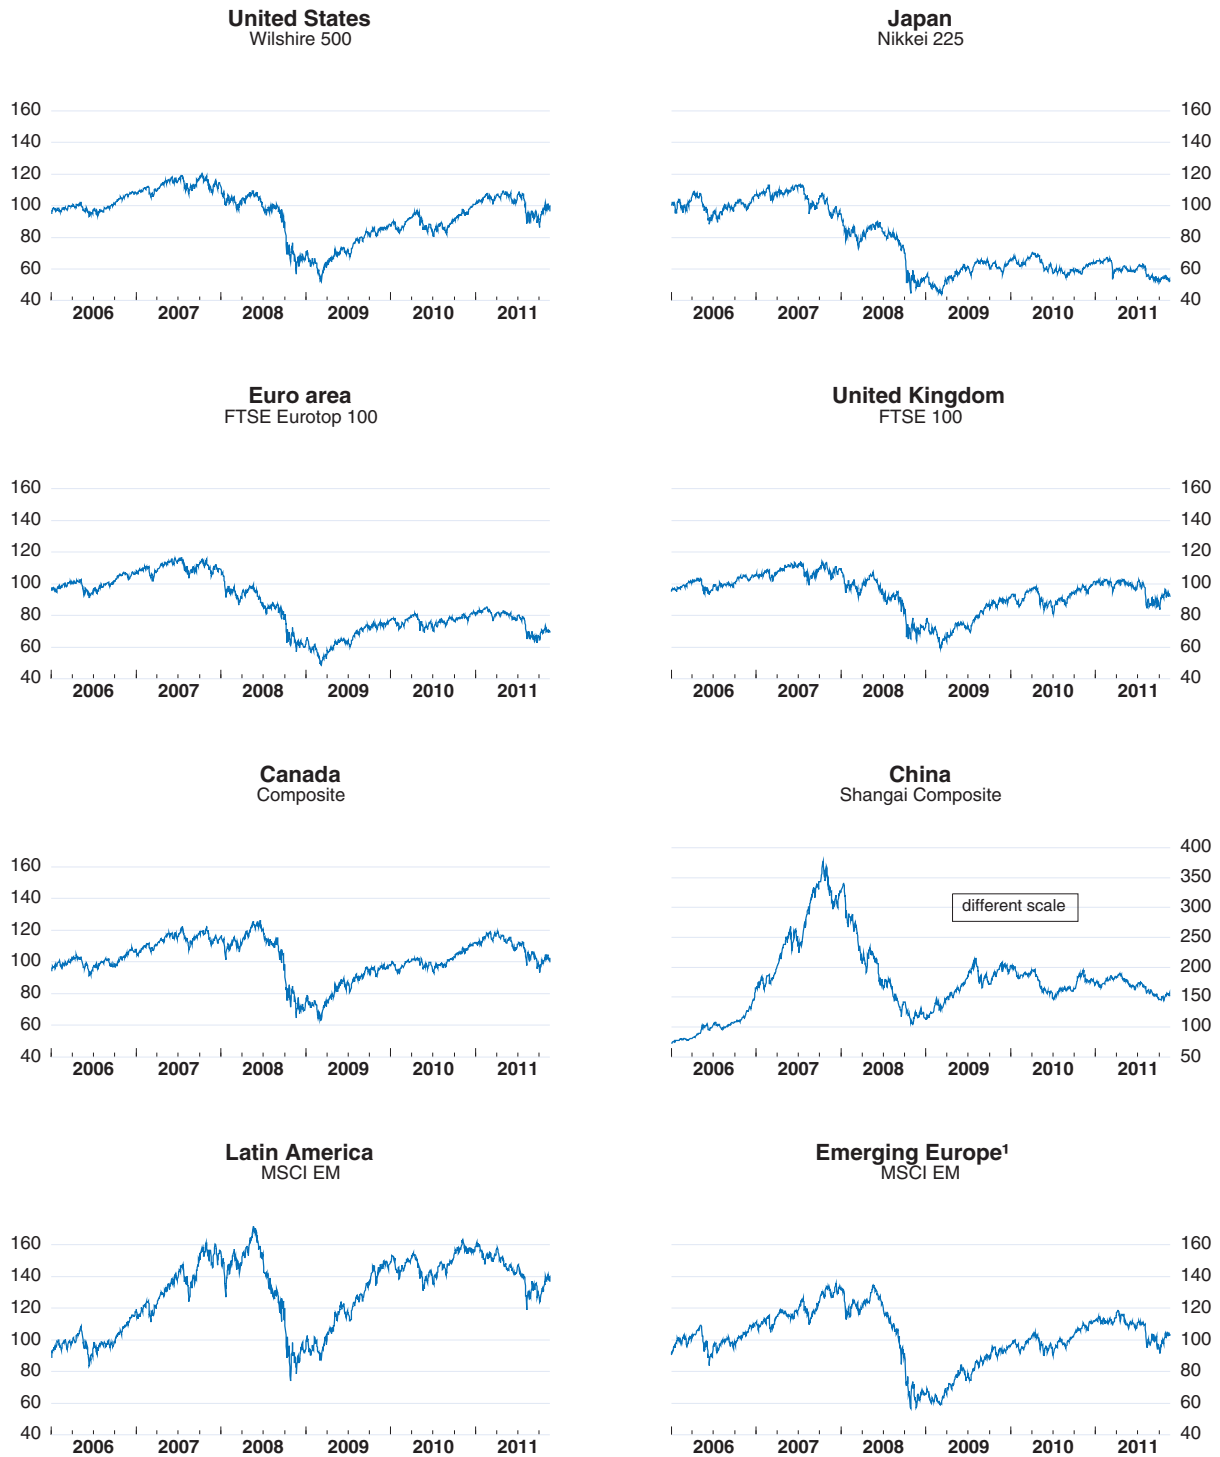 United States
Wilshire 500
160
140
120
100
80
60
40
2006 2007 2008 2009 2010 2011
Japan
Nikkei 225
160
140
120
100
80
60
40
2006 2007 2008 2009 2010 2011
Euro area
FTSE Eurotop 100
160
140
120
100
80
60
40
2006 2007 2008 2009 2010 2011
United Kingdom
FTSE 100
160
140
120
100
80
60
40
2006 2007 2008 2009 2010 2011
Canada
Composite
160
140
120
100
80
60
40
2006 2007 2008 2009 2010 2011
China
Shangai Composite
400
350
different scale
300
250
200
150
100
50
2006 2007 2008 2009 2010 2011
Latin America
MSCI EM
160
140
120
100
80
60
40
2006 2007 2008 2009 2010 2011
Emerging Europe¹
MSCI EM
160
140
120
100
80
60
40
2006 2007 2008 2009 2010 2011